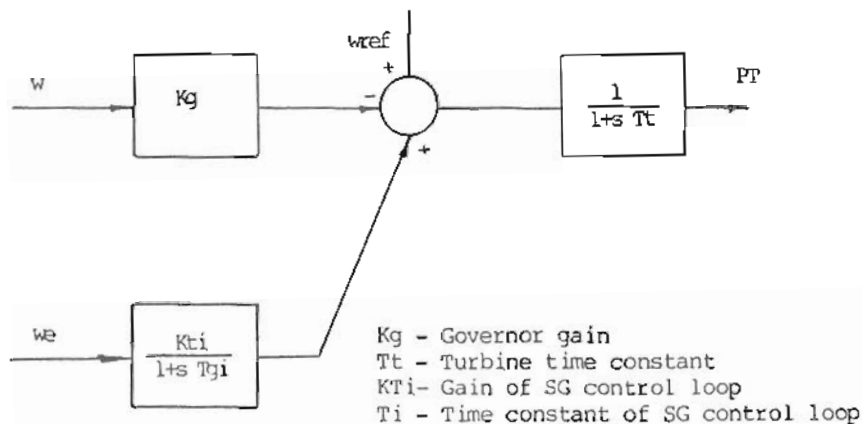 wref
+
w
Kg
-
1
1+s Tt
PT
+
we
Kti
1+s Tgi
Kg - Governor gain
Tt - Turbine time constant
KTi- Gain of SG control loop
Ti - Time constant of SG control loop